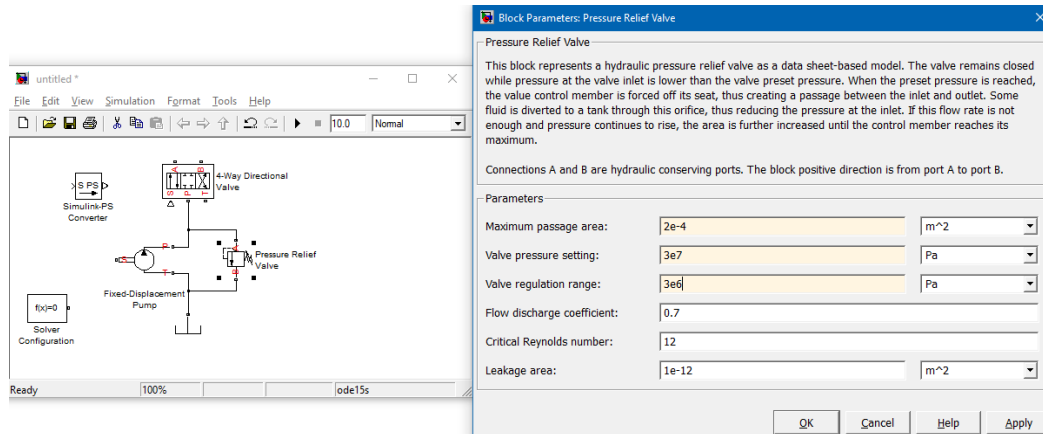 untitled *
File Edit View Simulation Format Tools Help
10.0 Normal
S PS
Simulink-PS
Converter
A B
S P T
4-Way Directional
Valve
P
S
T
Fixed-Displacement
Pump
A
B
Pressure Relief
Valve
f(x)=0
Solver
Configuration
Ready 100% ode15s
Block Parameters: Pressure Relief Valve
Pressure Relief Valve
This block represents a hydraulic pressure relief valve as a data sheet-based model. The valve remains closed
while pressure at the valve inlet is lower than the valve preset pressure. When the preset pressure is reached,
the value control member is forced off its seat, thus creating a passage between the inlet and outlet. Some
fluid is diverted to a tank through this orifice, thus reducing the pressure at the inlet. If this flow rate is not
enough and pressure continues to rise, the area is further increased until the control member reaches its
maximum.
Connections A and B are hydraulic conserving ports. The block positive direction is from port A to port B.
Parameters
Maximum passage area: 2e-4 m^2
Valve pressure setting: 3e7 Pa
Valve regulation range: 3e6 Pa
Flow discharge coefficient: 0.7
Critical Reynolds number: 12
Leakage area: 1e-12 m^2
OK Cancel Help Apply